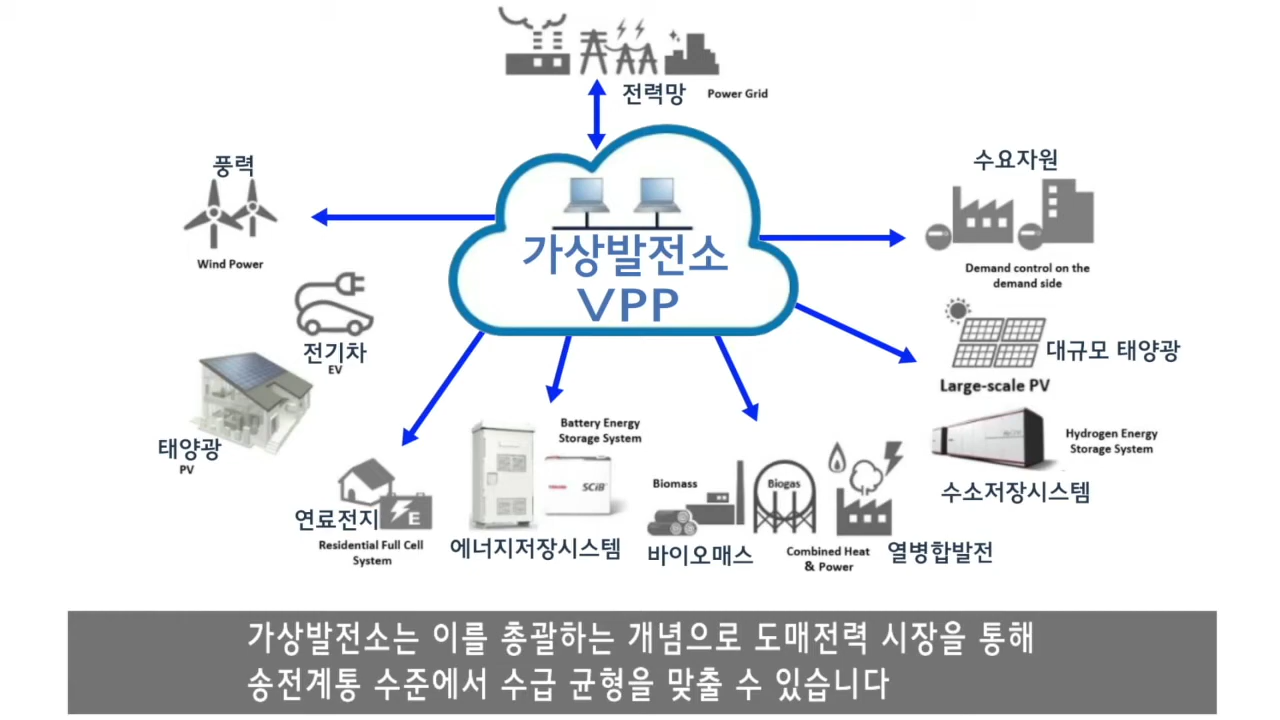 전력망 Power Grid
풍력
Wind Power
수요자원
Demand control on the
demand side
가상발전소
VPP
전기차
EV
대규모 태양광
Large-scale PV
태양광
PV
Battery Energy
Storage System
SCiB
Hydrogen Energy
Storage System
수소저장시스템
연료전지
E
Residential Full Cell
System
에너지저장시스템
Biomass
Biogas
바이오매스
Combined Heat
& Power
열병합발전
가상발전소는 이를 총괄하는 개념으로 도매전력 시장을 통해
송전계통 수준에서 수급 균형을 맞출 수 있습니다